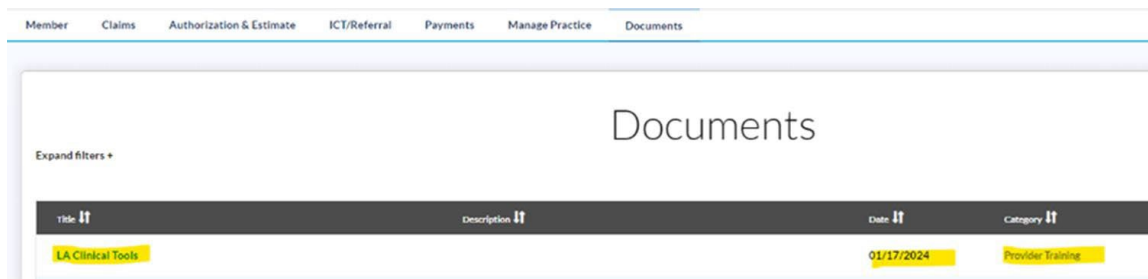 Member Claims Authorization & Estimate ICT/Referral Payments Manage Practice Documents
Documents
Expand filters +
Title Description Date Category
LA Clinical Tools 01/17/2024 Provider Training